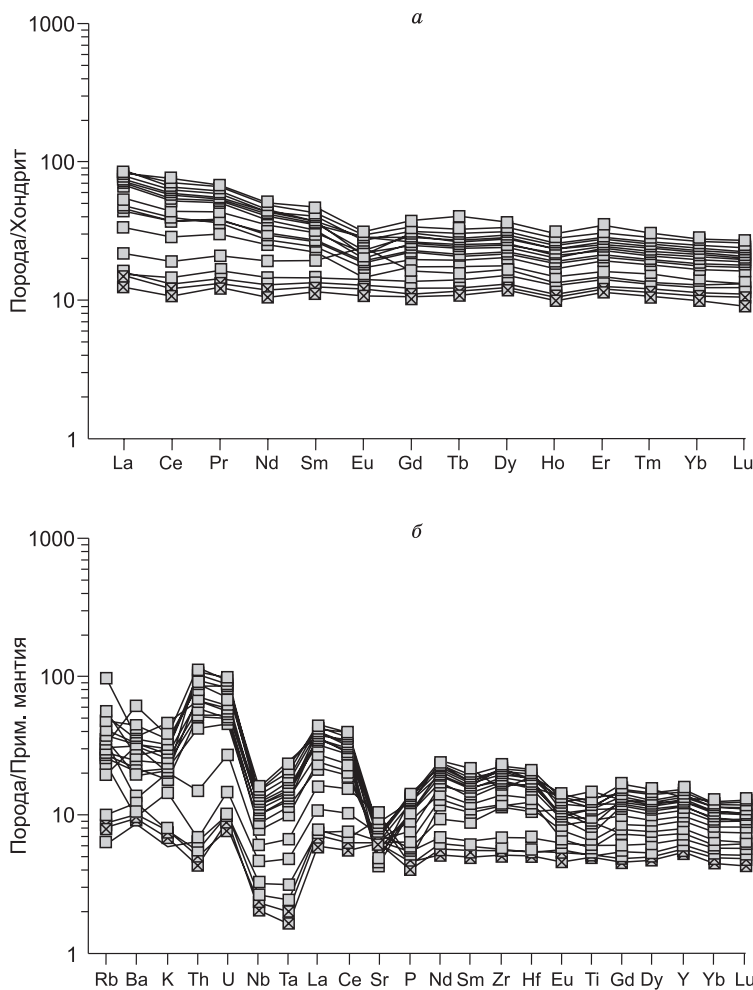 а
1000
100
10
1
Порода/Хондрит
La Ce Pr Nd Sm Eu Gd Tb Dy Ho Er Tm Yb Lu
б
1000
100
10
1
Порода/Прим. мантия
Rb Ba K Th U Nb Ta La Ce Sr P Nd Sm Zr Hf Eu Ti Gd Dy Y Yb Lu